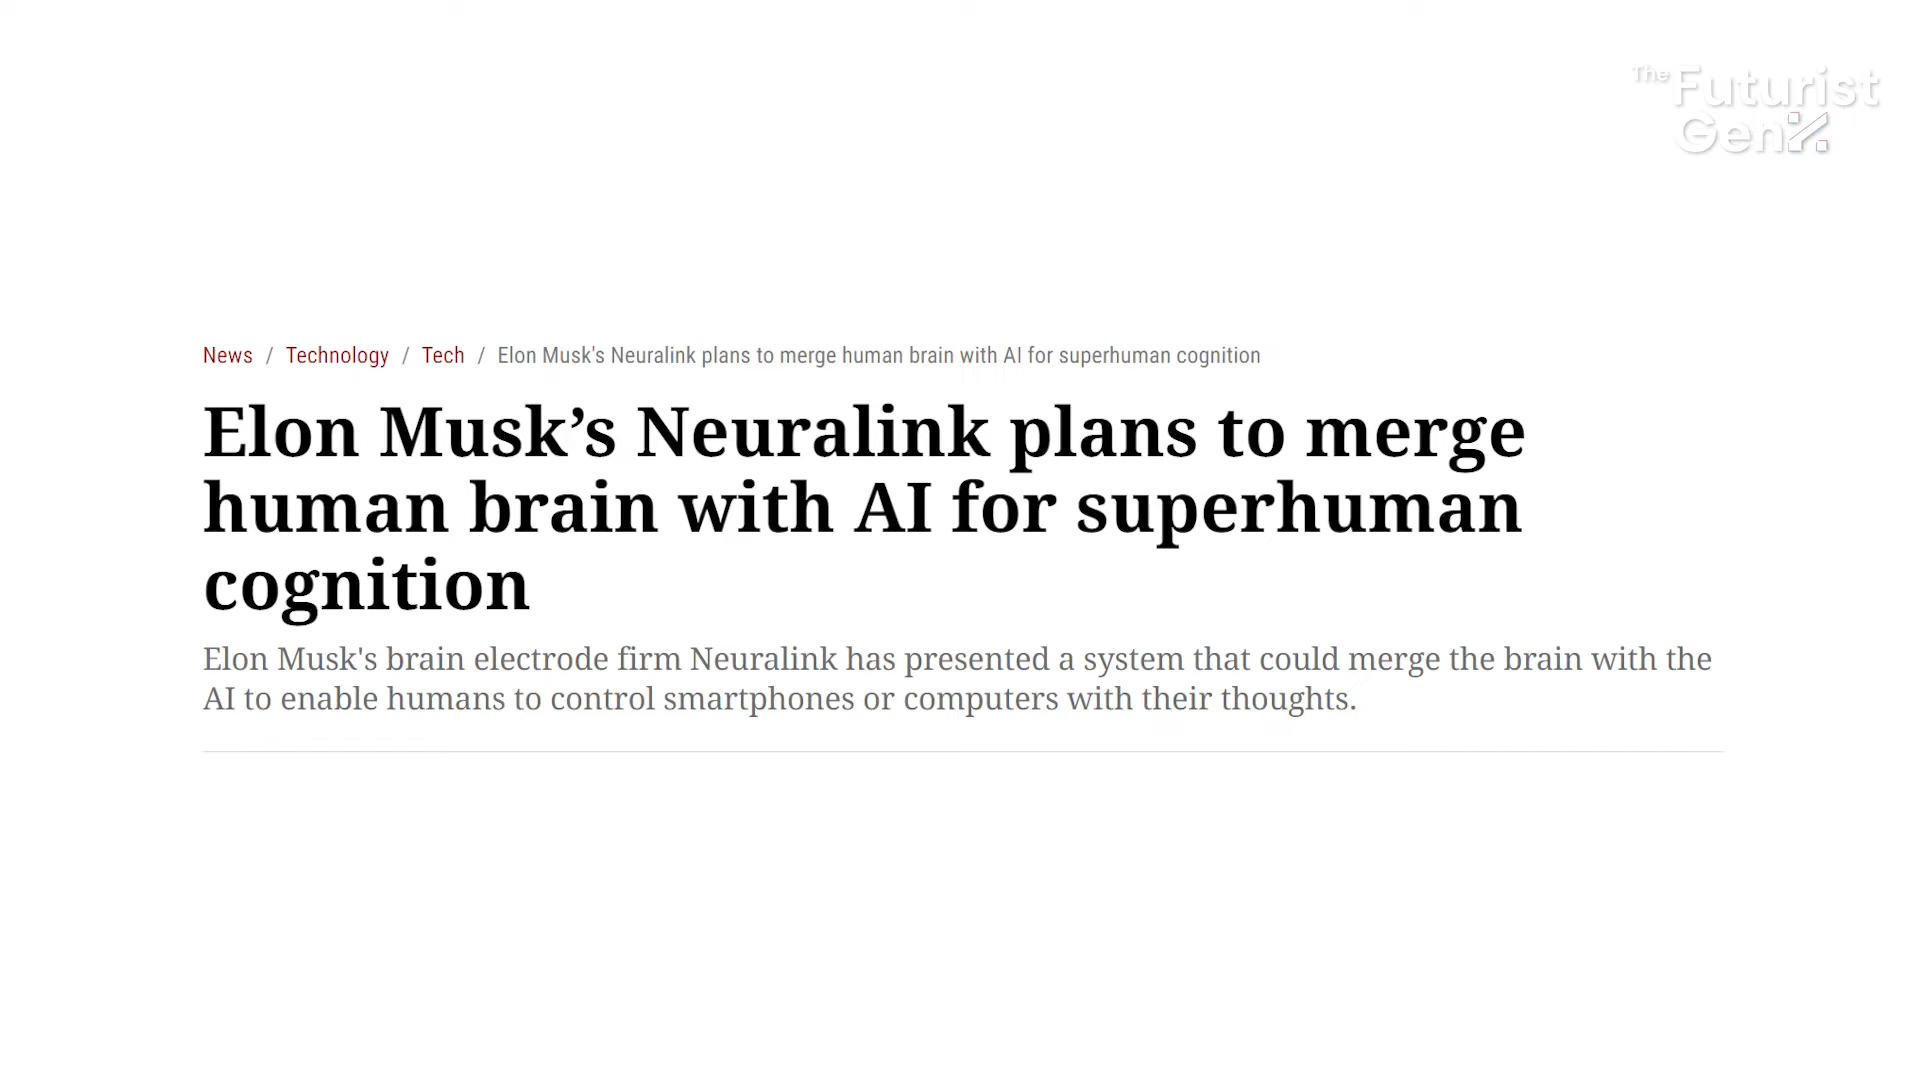 The Futurist
GenX
News / Technology / Tech / Elon Musk's Neuralink plans to merge human brain with AI for superhuman cognition
Elon Musk’s Neuralink plans to merge
human brain with AI for superhuman
cognition
Elon Musk's brain electrode firm Neuralink has presented a system that could merge the brain with the
AI to enable humans to control smartphones or computers with their thoughts.